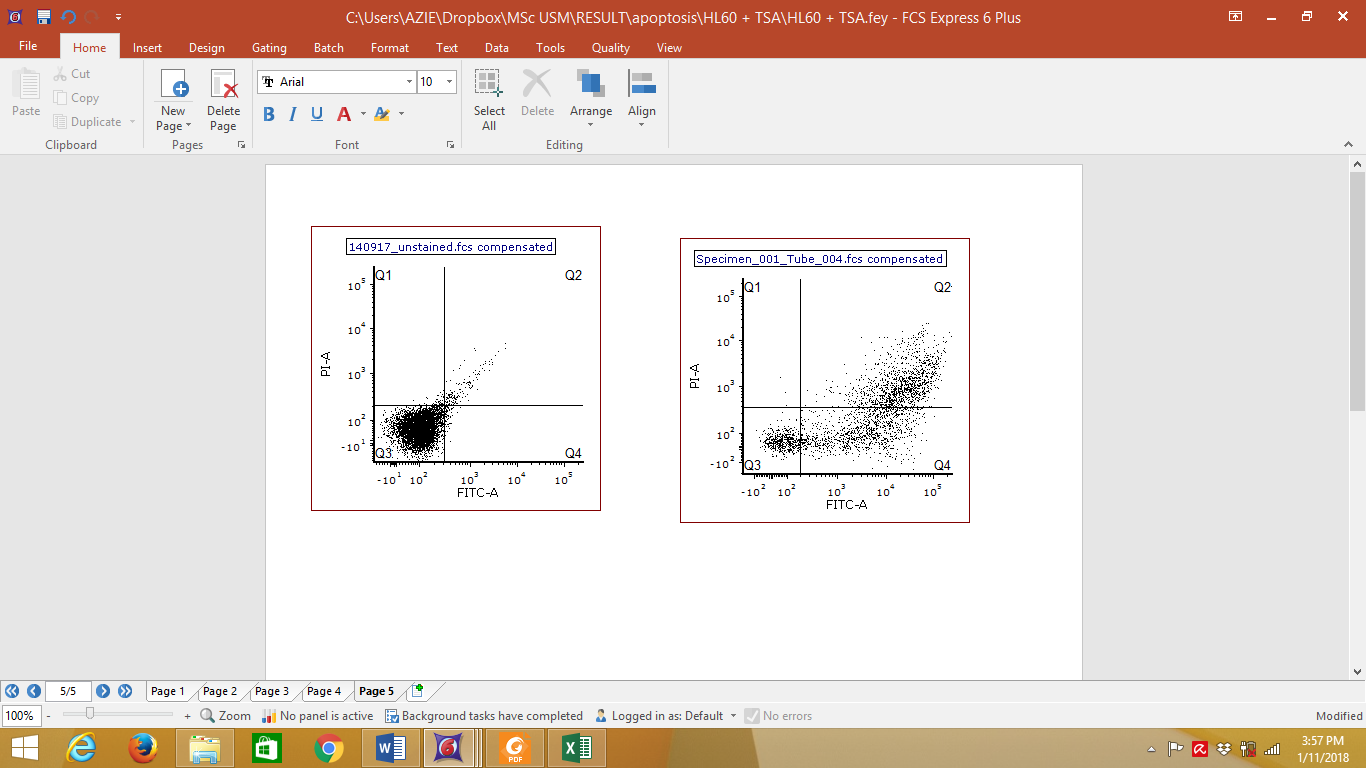 C:\Users\AZIE\Dropbox\MSc USM\RESULT\apoptosis\HL60 + TSA\HL60 + TSA.fey - FCS Express 6 Plus
File Home Insert Design Gating Batch Format Text Data Tools Quality View
Paste
Cut
Copy
Duplicate
Clipboard
New Page
Delete Page
Pages
Arial 10
B I U A
Font
Select All
Delete
Arrange
Align
Editing
140917_unstained.fcs compensated
Q1 Q2
10^5
10^4
10^3
10^2
-10^1
PI-A
Q3 Q4
-10^1 10^2 10^3 10^4 10^5
FITC-A
Specimen_001_Tube_004.fcs compensated
Q1 Q2
10^5
10^4
10^3
10^2
-10^2
PI-A
Q3 Q4
-10^2 10^2 10^3 10^4 10^5
FITC-A
5/5 Page 1 Page 2 Page 3 Page 4 Page 5
100% - + Zoom No panel is active Background tasks have completed Logged in as: Default No errors Modified
W 6 PDF X
3:57 PM
1/11/2018